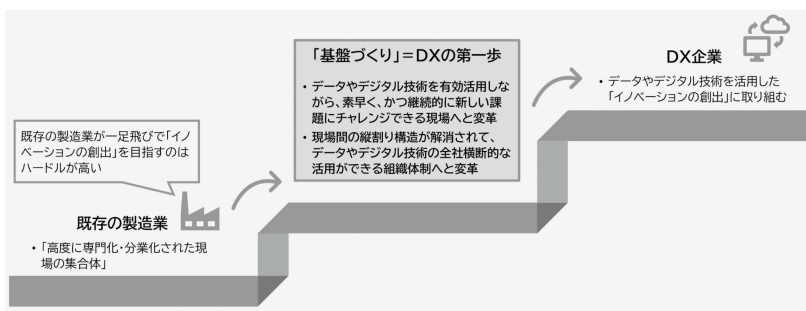 既存の製造業が一足飛びで「イノ
ベーションの創出」を目指すのは
ハードルが高い
既存の製造業
・「高度に専門化・分業化された現
場の集合体」
「基盤づくり」=DXの第一歩
・データやデジタル技術を有効活用しな
がら、素早く、かつ継続的に新しい課
題にチャレンジできる現場へと変革
・現場間の縦割り構造が解消されて、
データやデジタル技術の全社横断的な
活用ができる組織体制へと変革
DX企業
・データやデジタル技術を活用した
「イノベーションの創出」に取り組む